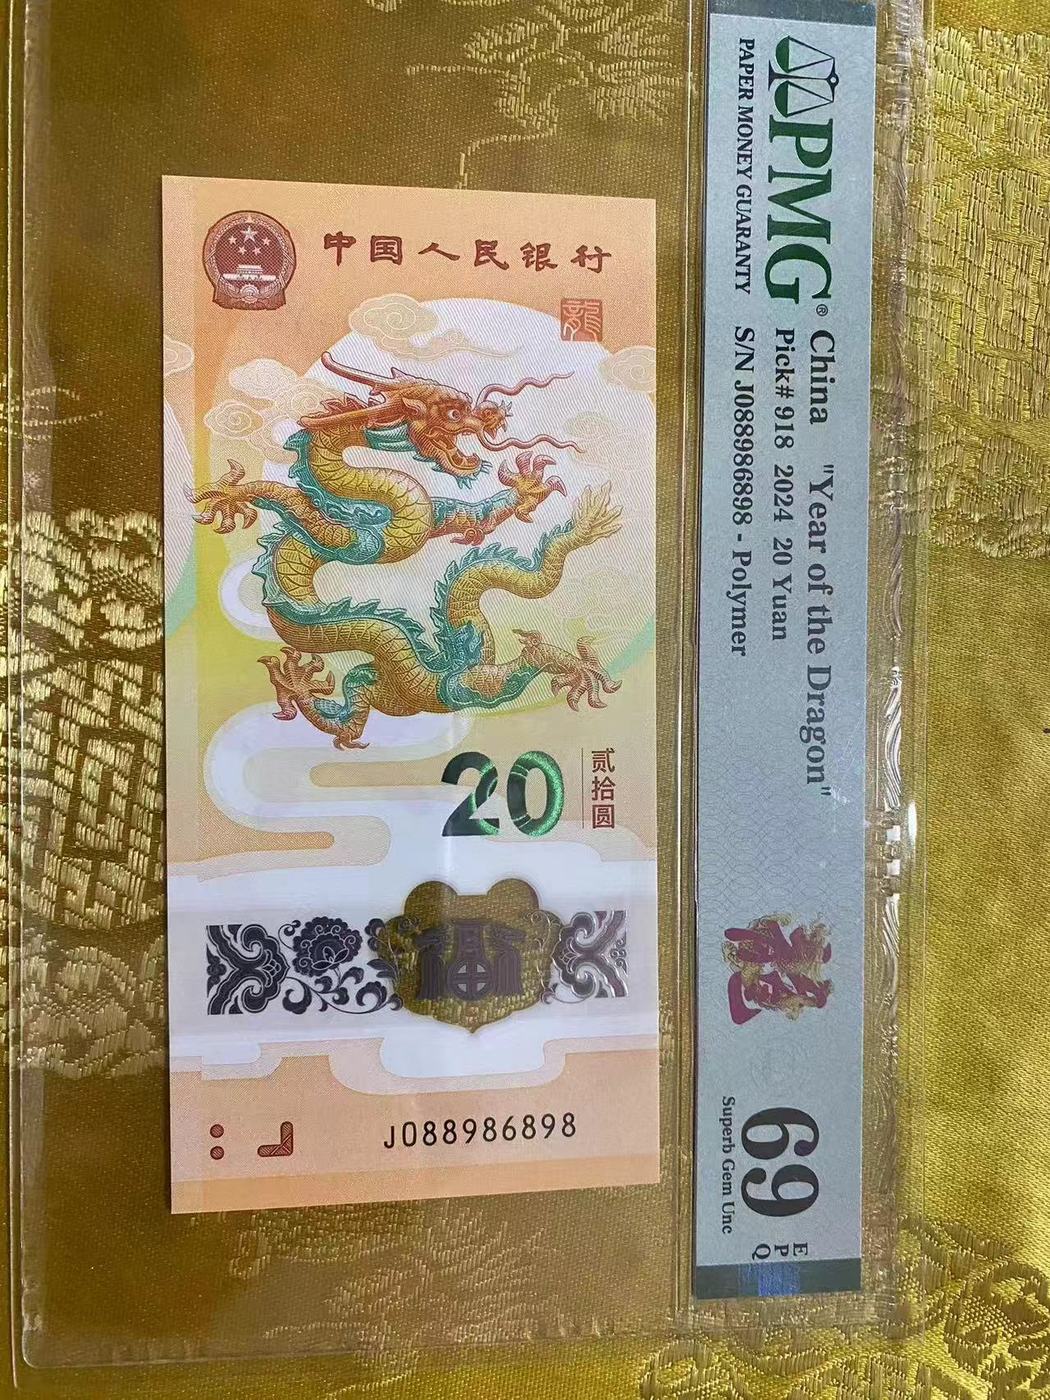 中国人民银行
龍
20
贰拾圆
J088986898
PMG®
PAPER MONEY GUARANTY
China "Year of the Dragon"
Pick# 918 2024 20 Yuan
S/N J088986898 - Polymer
69
EPQ
Superb Gem Unc